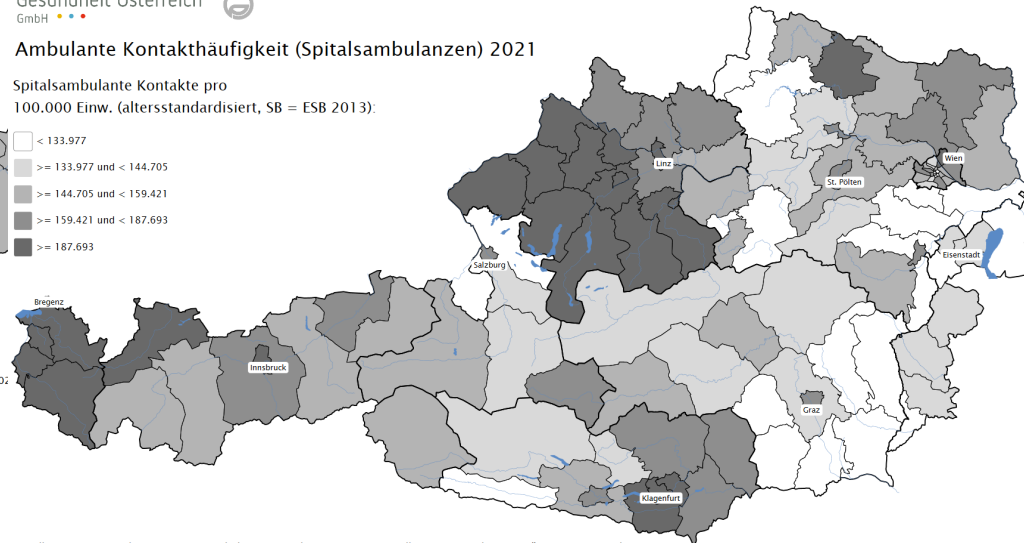 Gesundheit Österreich
GmbH
Ambulante Kontakthäufigkeit (Spitalsambulanzen) 2021
Spitalsambulante Kontakte pro
100.000 Einw. (altersstandardisiert, SB = ESB 2013):
< 133.977
>= 133.977 und < 144.705
>= 144.705 und < 159.421
>= 159.421 und < 187.693
>= 187.693
Wien
Linz
St. Pölten
Eisenstadt
Salzburg
Bregenz
Innsbruck
Graz
Klagenfurt